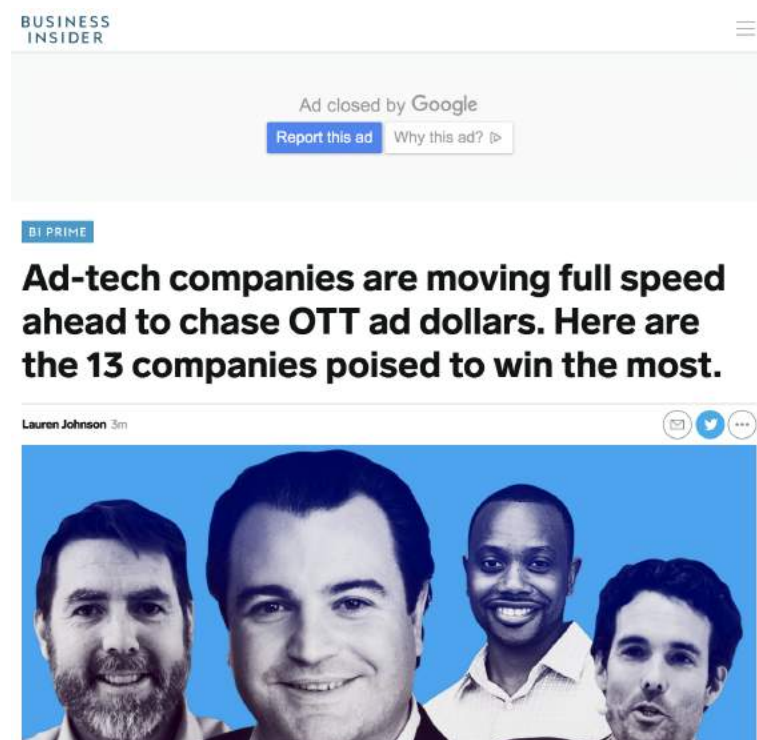 BUSINESS
INSIDER
Ad closed by Google
Report this ad
Why this ad?
BI PRIME
Ad-tech companies are moving full speed
ahead to chase OTT ad dollars. Here are
the 13 companies poised to win the most.
Lauren Johnson 3m